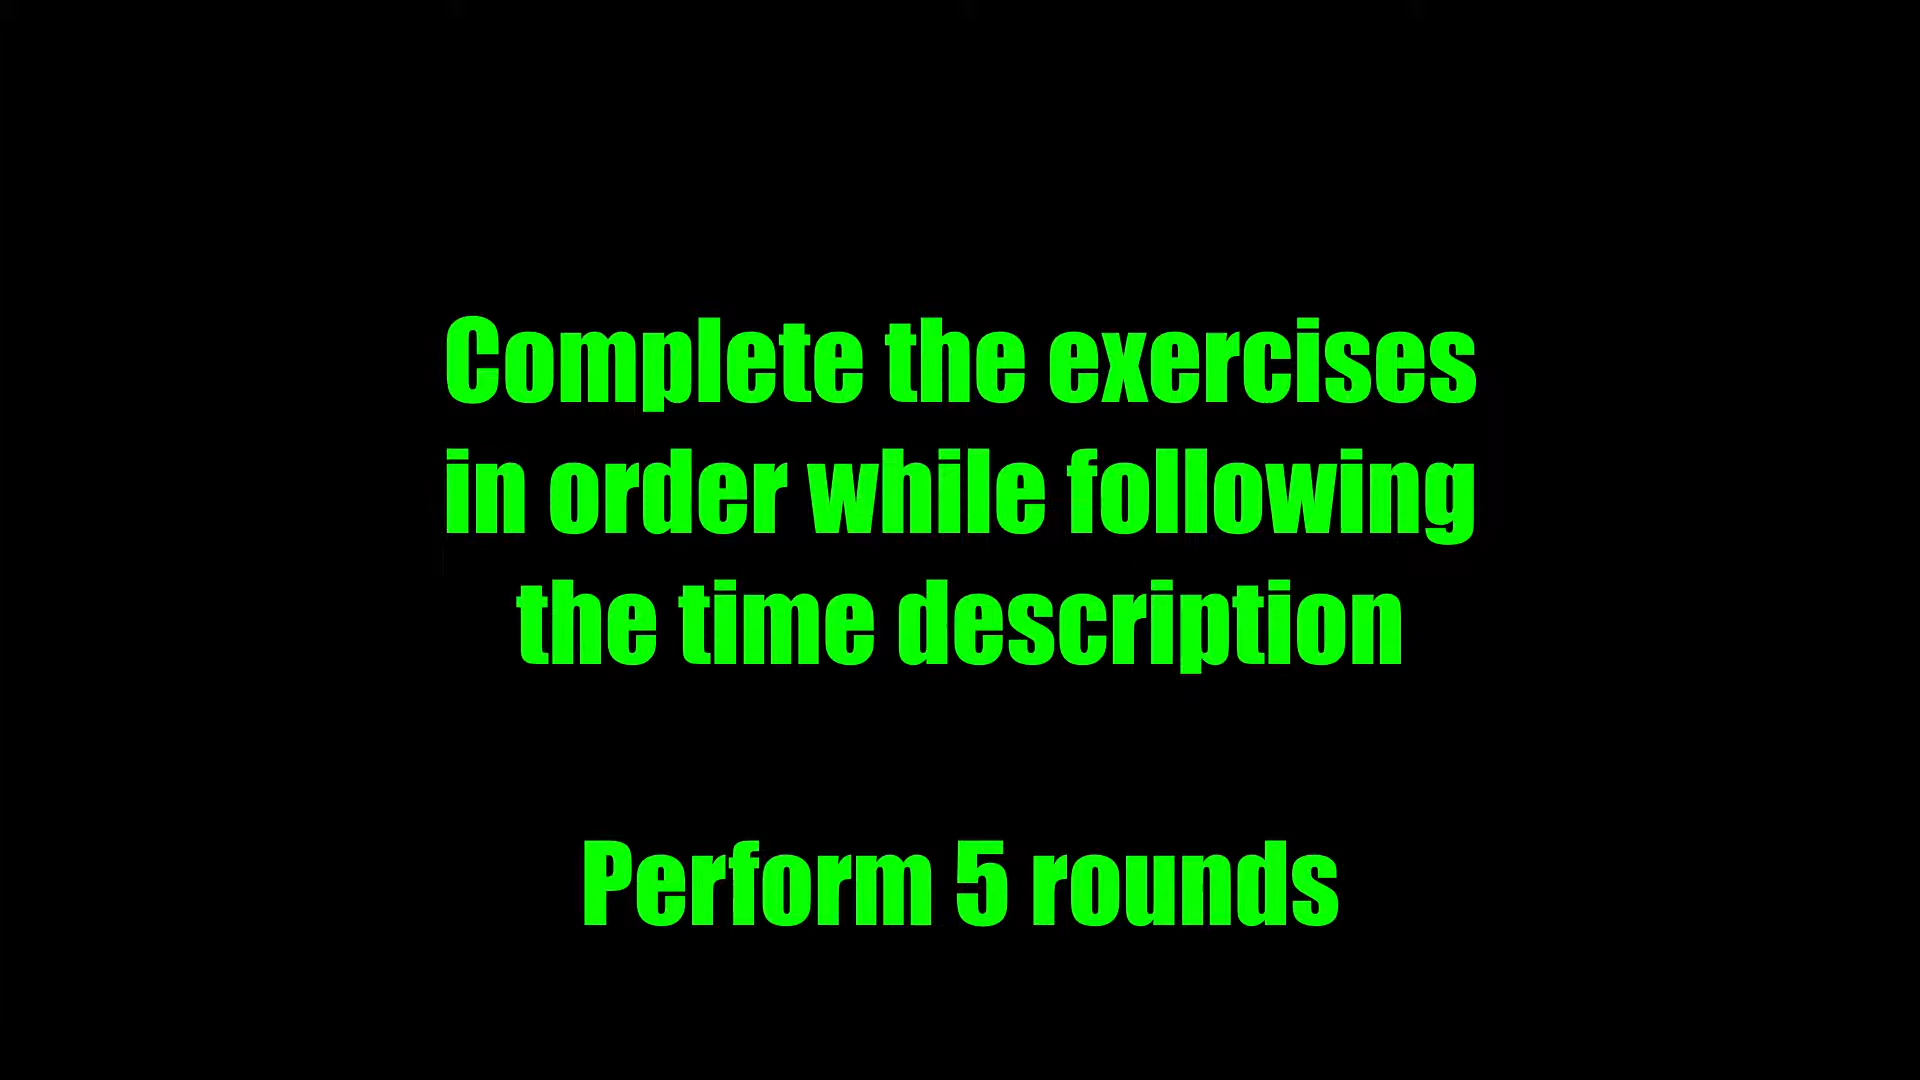 Complete the exercises
in order while following
the time description
Perform 5 rounds